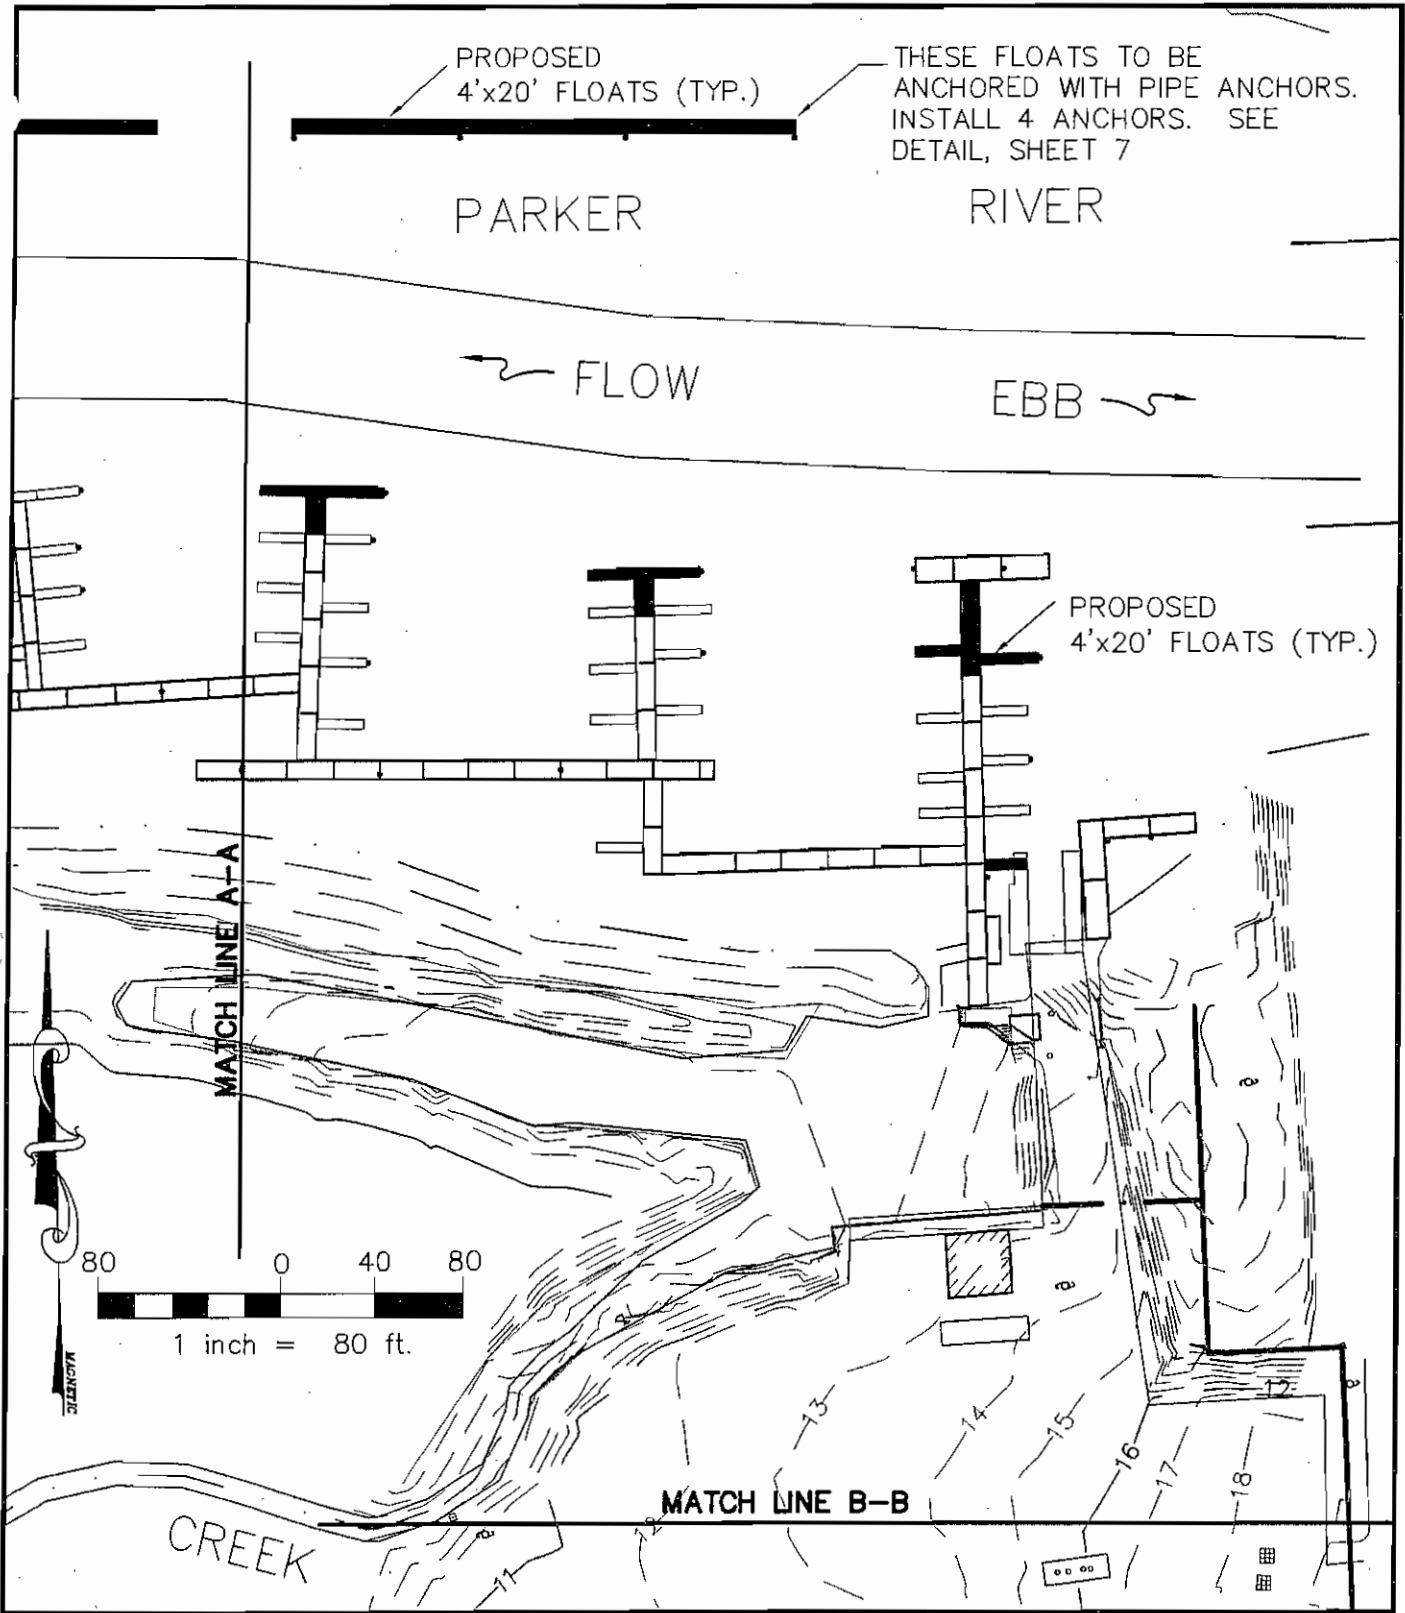 PROPOSED
4'x20' FLOATS (TYP.)
THESE FLOATS TO BE
ANCHORED WITH PIPE ANCHORS.
INSTALL 4 ANCHORS. SEE
DETAIL, SHEET 7
PARKER
RIVER
FLOW
EBB
PROPOSED
4'x20' FLOATS (TYP.)
MATCH LINE A-A
80
0
40
80
1 inch = 80 ft.
MAGNETIC
12
13
14
15
16
17
18
MATCH LINE B-B
12
CREEK
11